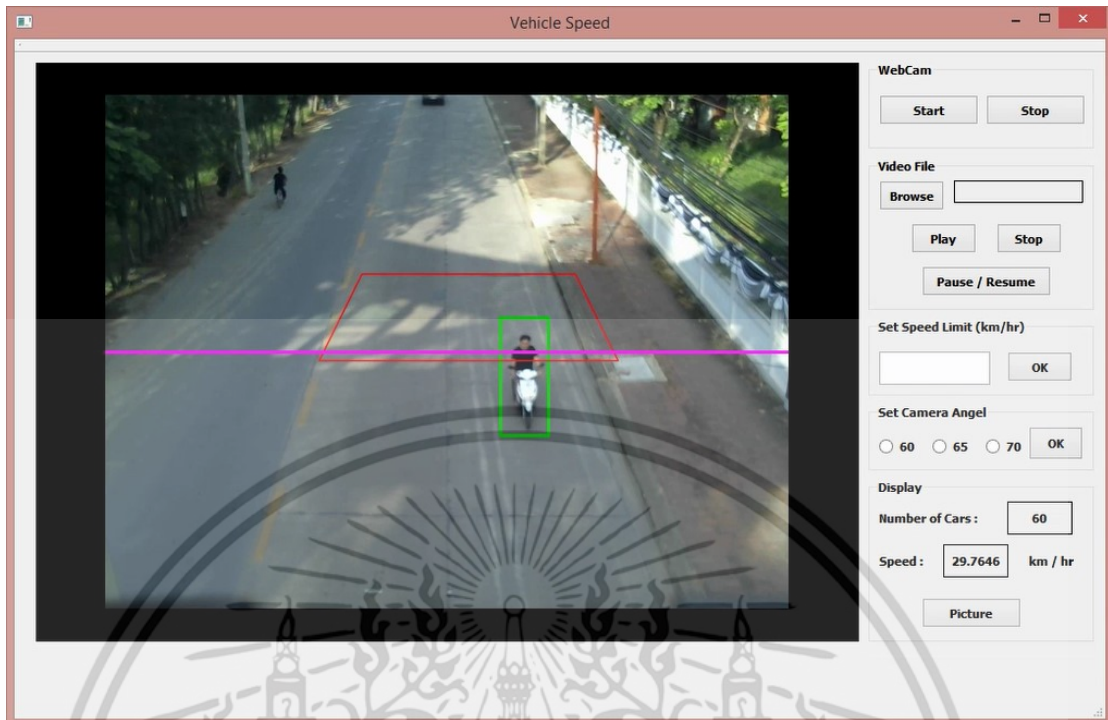 Vehicle Speed
WebCam
Start Stop
Video File
Browse
Play Stop
Pause / Resume
Set Speed Limit (km/hr)
OK
Set Camera Angel
60 65 70 OK
Display
Number of Cars : 60
Speed : 29.7646 km / hr
Picture